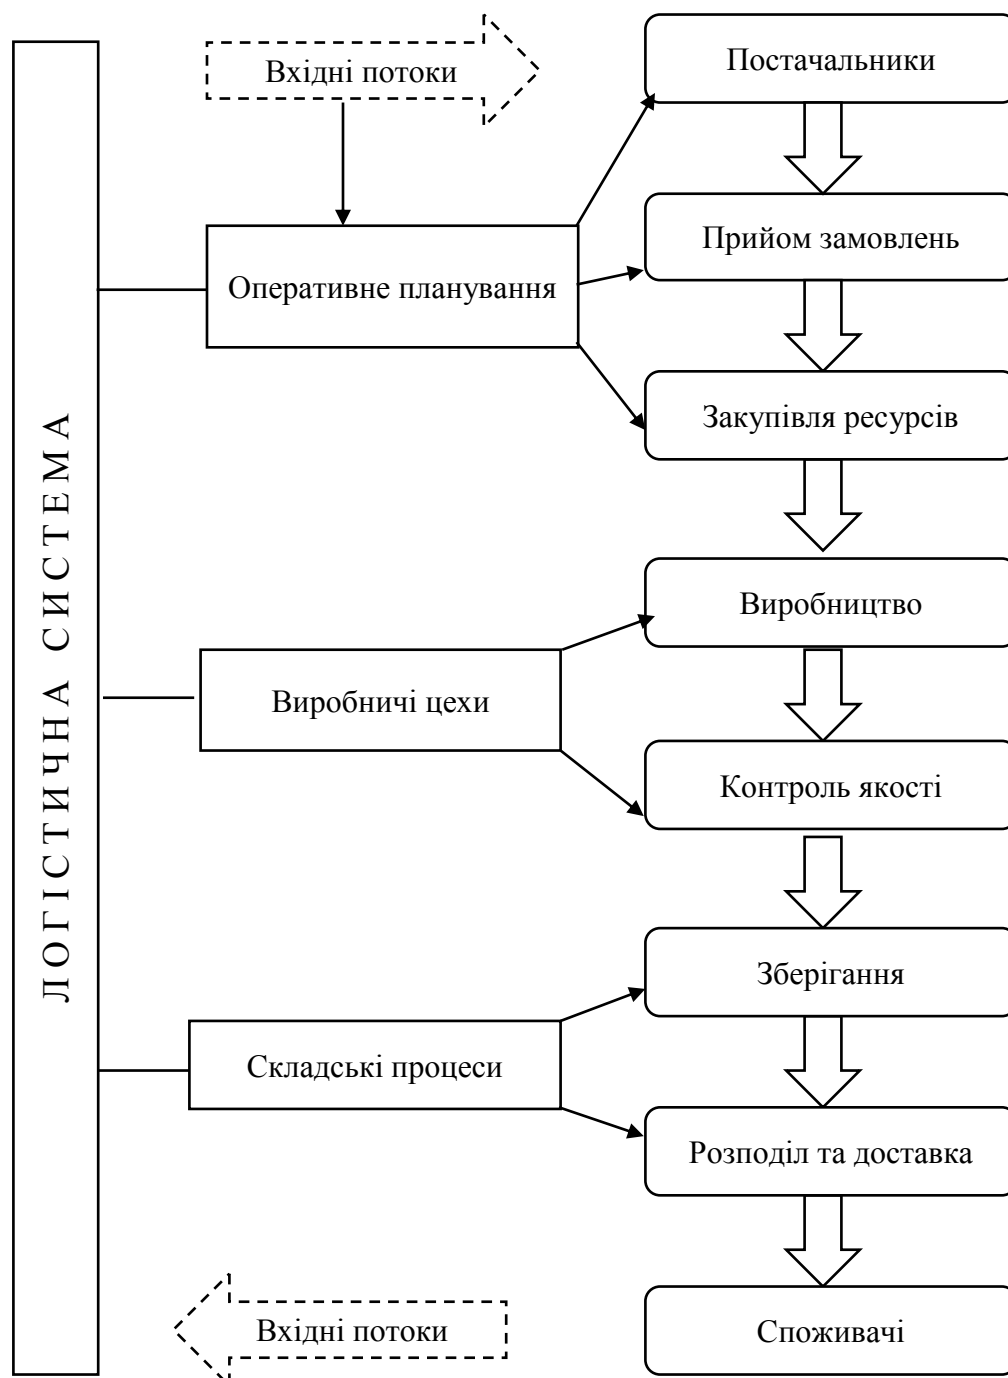 ЛОГІСТИЧНА СИСТЕМА
Вхідні потоки
Постачальники
Прийом замовлень
Оперативне планування
Закупівля ресурсів
Виробництво
Виробничі цехи
Контроль якості
Зберігання
Складські процеси
Розподіл та доставка
Вхідні потоки
Споживачі